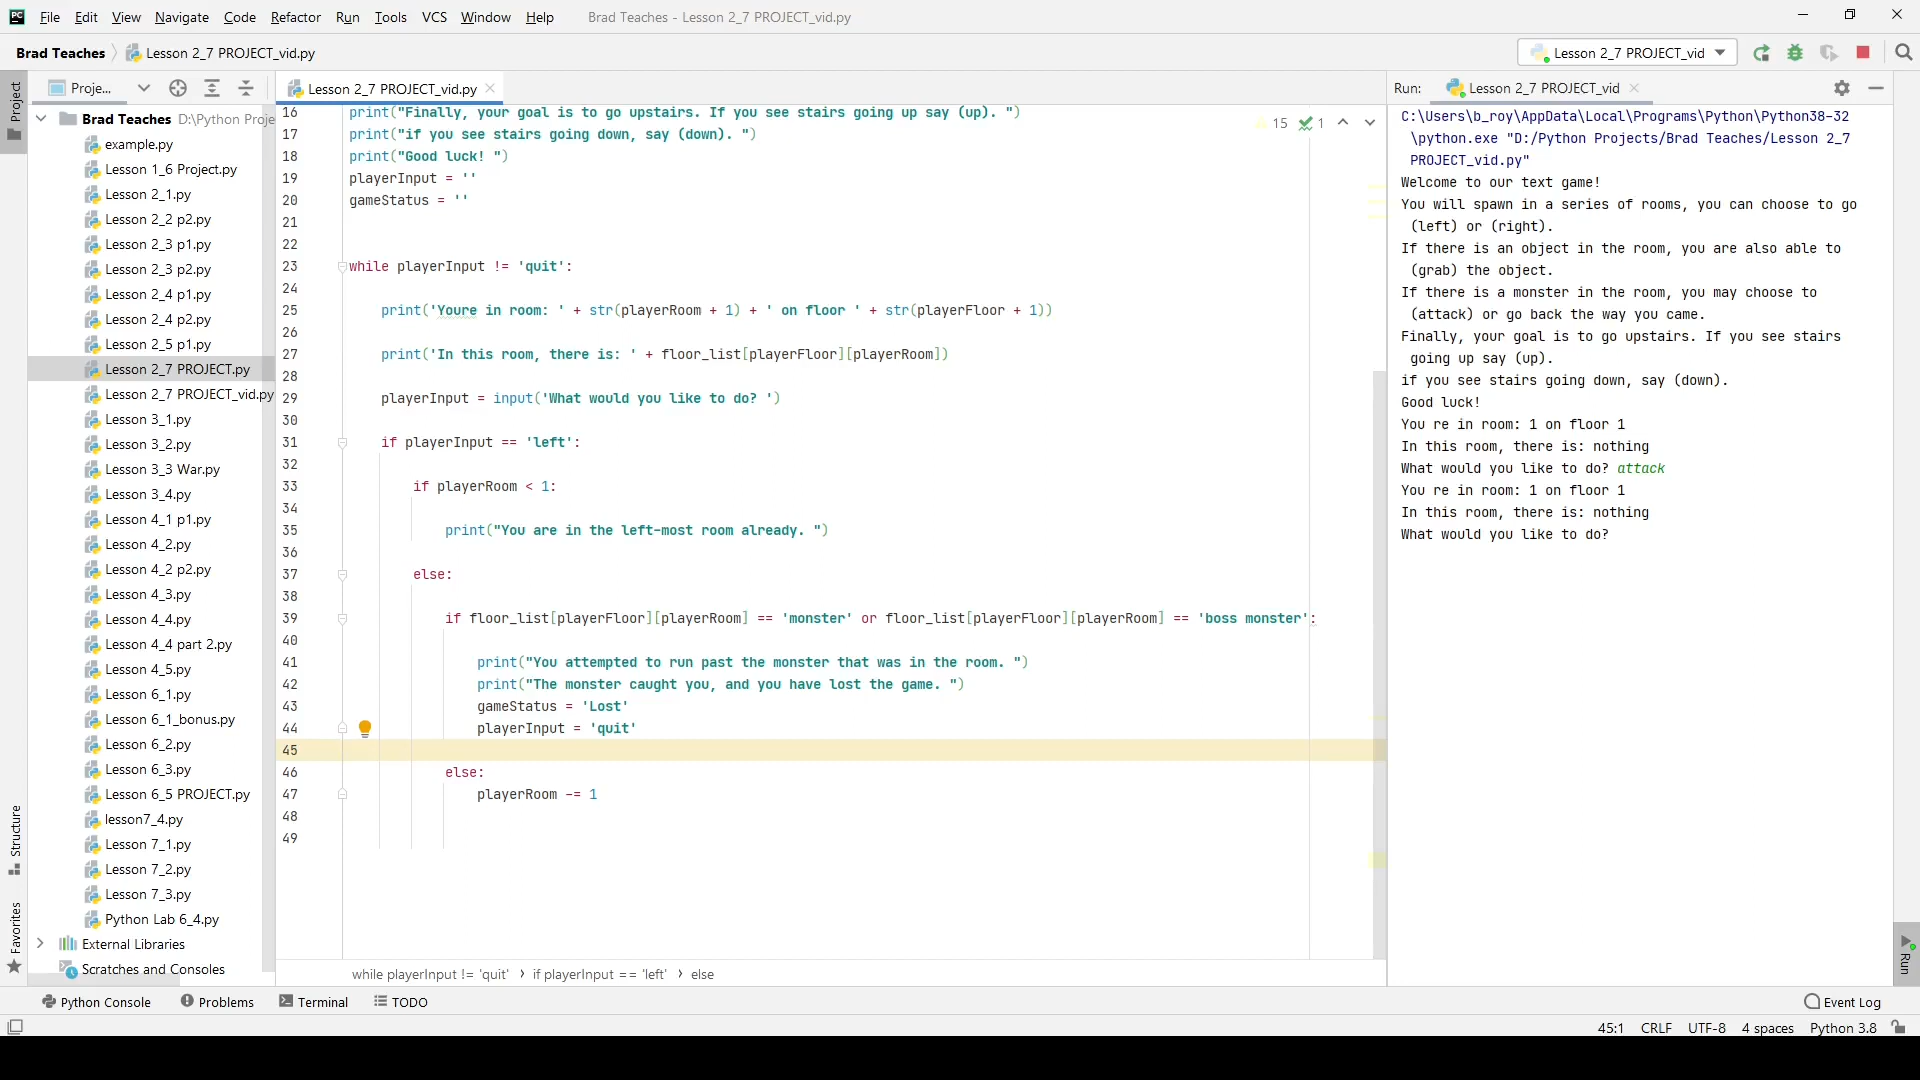 File Edit View Navigate Code Refactor Run Tools VCS Window Help Brad Teaches - Lesson 2_7 PROJECT_vid.py
Brad Teaches Lesson 2_7 PROJECT_vid.py Lesson 2_7 PROJECT_vid
Project
Proje...
Brad Teaches D:\Python Proje
example.py
Lesson 1_6 Project.py
Lesson 2_1.py
Lesson 2_2 p2.py
Lesson 2_3 p1.py
Lesson 2_3 p2.py
Lesson 2_4 p1.py
Lesson 2_4 p2.py
Lesson 2_5 p1.py
Lesson 2_7 PROJECT.py
Lesson 2_7 PROJECT_vid.py
Lesson 3_1.py
Lesson 3_2.py
Lesson 3_3 War.py
Lesson 3_4.py
Lesson 4_1 p1.py
Lesson 4_2.py
Lesson 4_2 p2.py
Lesson 4_3.py
Lesson 4_4.py
Lesson 4_4 part 2.py
Lesson 4_5.py
Lesson 6_1.py
Lesson 6_1_bonus.py
Lesson 6_2.py
Lesson 6_3.py
Lesson 6_5 PROJECT.py
lesson7_4.py
Lesson 7_1.py
Lesson 7_2.py
Lesson 7_3.py
Python Lab 6_4.py
External Libraries
Scratches and Consoles
Structure
Favorites
Lesson 2_7 PROJECT_vid.py
15 1
16 print("Finally, your goal is to go upstairs. If you see stairs going up say (up). ")
17 print("if you see stairs going down, say (down). ")
18 print("Good luck! ")
19 playerInput = ''
20 gameStatus = ''
21
22
23 while playerInput != 'quit':
24
25 print('Youre in room: ' + str(playerRoom + 1) + ' on floor ' + str(playerFloor + 1))
26
27 print('In this room, there is: ' + floor_list[playerFloor][playerRoom])
28
29 playerInput = input('What would you like to do? ')
30
31 if playerInput == 'left':
32
33 if playerRoom < 1:
34
35 print("You are in the left-most room already. ")
36
37 else:
38
39 if floor_list[playerFloor][playerRoom] == 'monster' or floor_list[playerFloor][playerRoom] == 'boss monster':
40
41 print("You attempted to run past the monster that was in the room. ")
42 print("The monster caught you, and you have lost the game. ")
43 gameStatus = 'Lost'
44 playerInput = 'quit'
45
46 else:
47 playerRoom -= 1
48
49
while playerInput != 'quit' › if playerInput == 'left' › else
Run: Lesson 2_7 PROJECT_vid
C:\Users\b_roy\AppData\Local\Programs\Python\Python38-32
\python.exe "D:/Python Projects/Brad Teaches/Lesson 2_7
PROJECT_vid.py"
Welcome to our text game!
You will spawn in a series of rooms, you can choose to go
(left) or (right).
If there is an object in the room, you are also able to
(grab) the object.
If there is a monster in the room, you may choose to
(attack) or go back the way you came.
Finally, your goal is to go upstairs. If you see stairs
going up say (up).
if you see stairs going down, say (down).
Good luck!
You re in room: 1 on floor 1
In this room, there is: nothing
What would you like to do? attack
You re in room: 1 on floor 1
In this room, there is: nothing
What would you like to do?
Run
Python Console Problems Terminal TODO Event Log
45:1 CRLF UTF-8 4 spaces Python 3.8